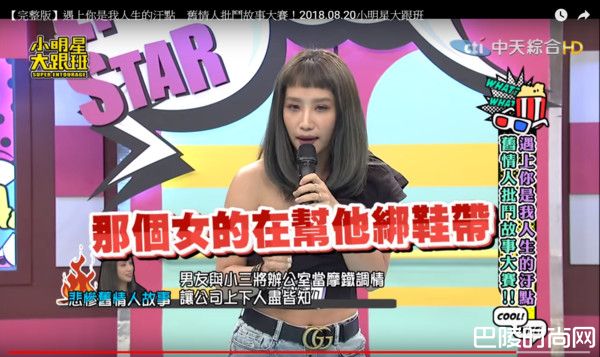 【完整版】遇上你是我人生的汙點 舊情人批鬥故事大賽!2018.08.20小明星大跟班
小明星
大跟班
SUPER ENTOURAGE
STAR
cti 中天綜合HD
WHAT?
WHAT?
遇上你是我人生的汙點
舊情人批鬥故事大賽!!
COOL!
那個女的在幫他綁鞋帶
悲慘舊情人故事
男友與小三將辦公室當摩鐵調情
讓公司上下人盡皆知
巴陵时尚网